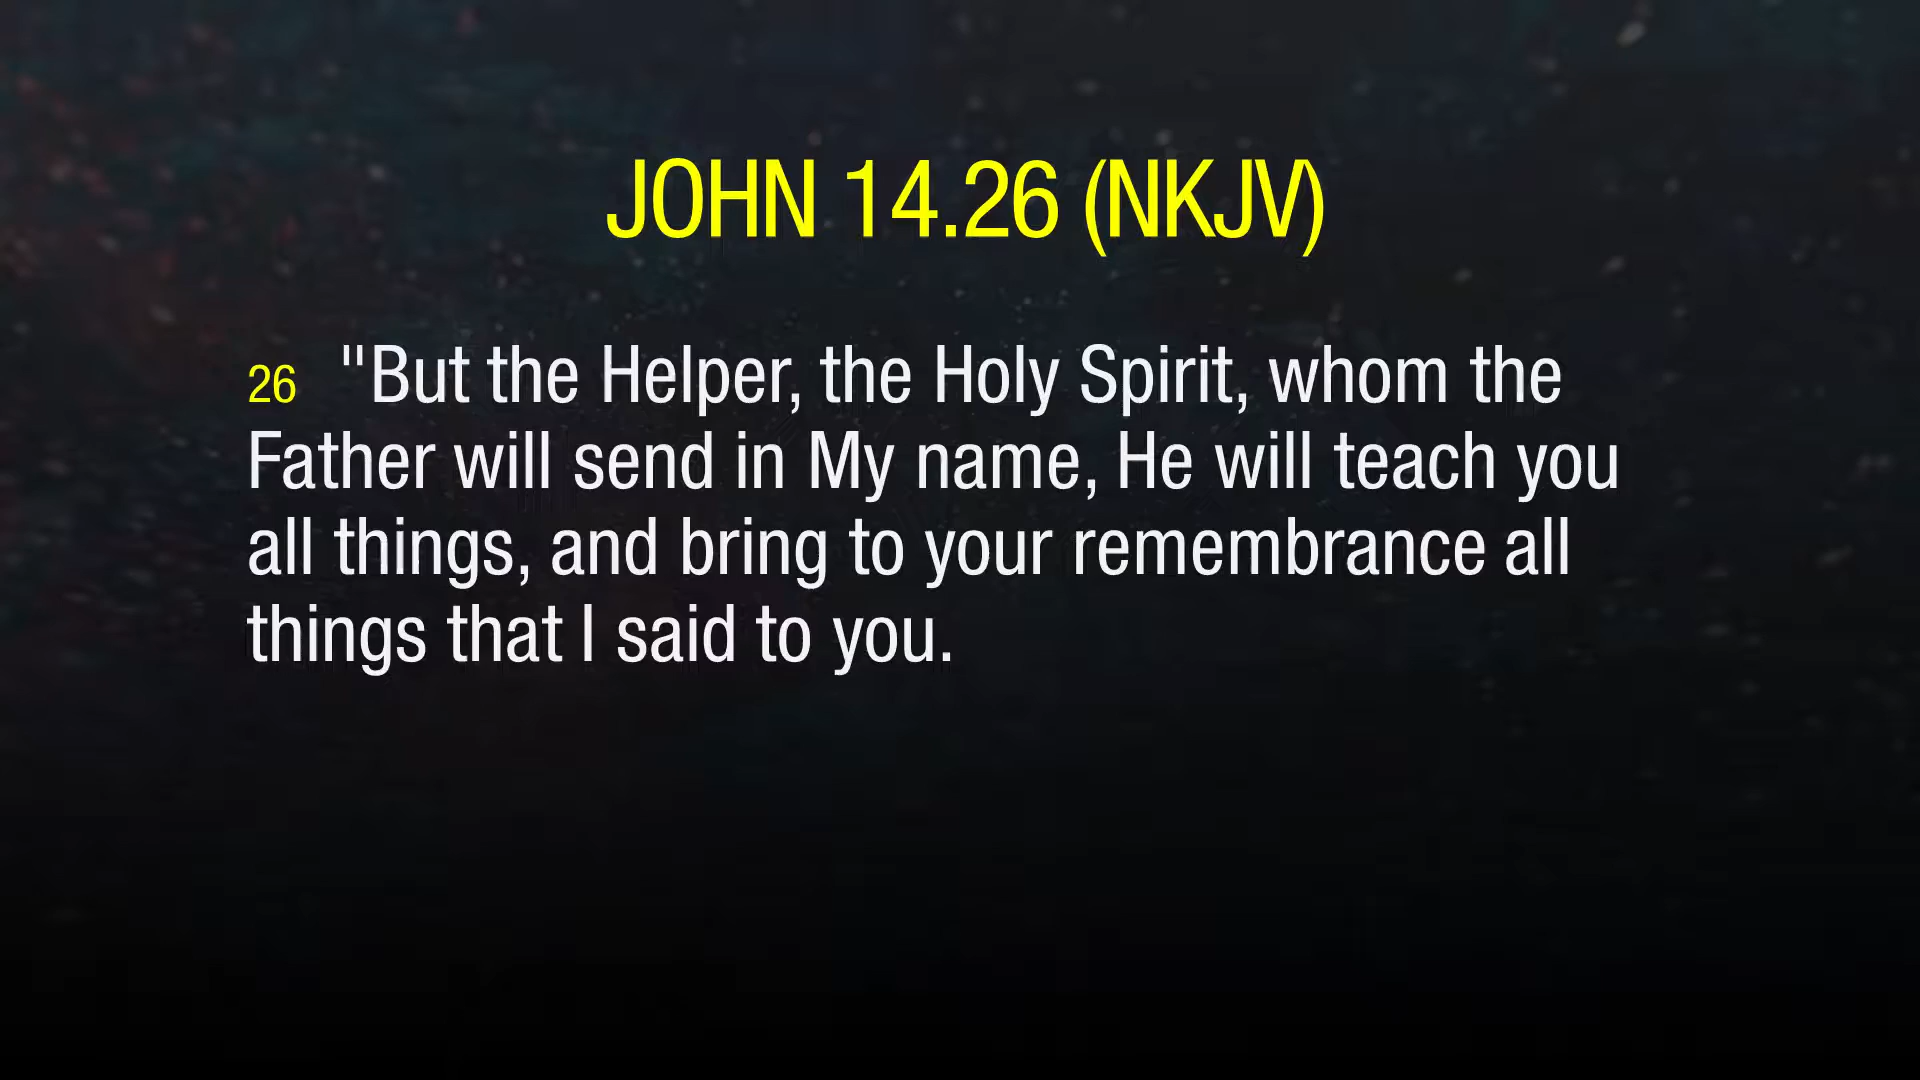 JOHN 14.26 (NKJV)
26 "But the Helper, the Holy Spirit, whom the
Father will send in My name, He will teach you
all things, and bring to your remembrance all
things that I said to you.